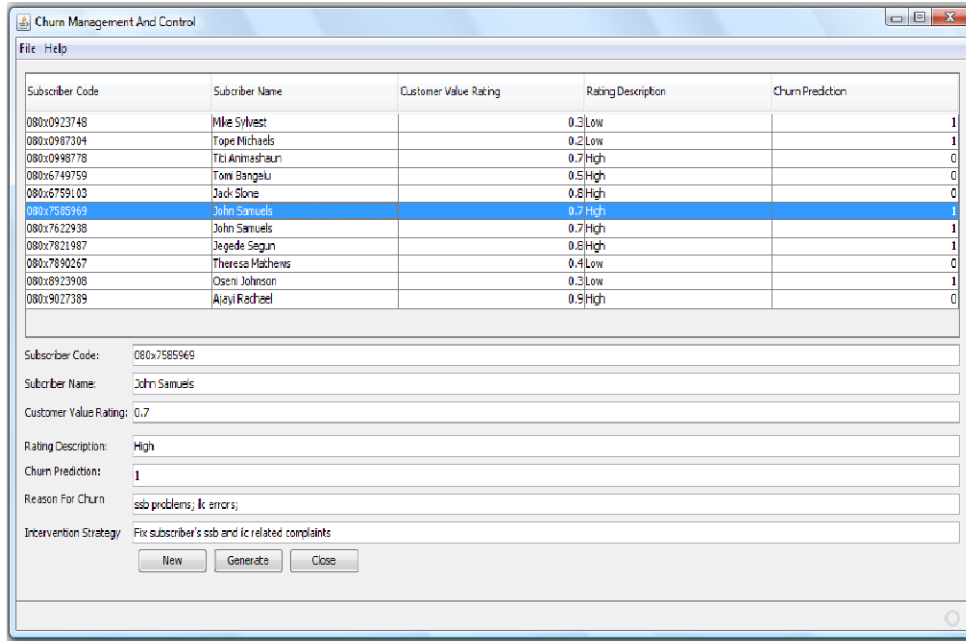 Churn Management And Control
File Help
Subscriber Code Subcriber Name Customer Value Rating Rating Description Churn Prediction
080x0923748 Mike Sylvest 0.3 Low 1
080x0987304 Tope Michaels 0.2 Low 1
080x0998778 Titi Animashaun 0.7 High 0
080x6749759 Tomi Bangelu 0.5 High 0
080x6759103 Jack Slone 0.8 High 0
080x7585969 John Samuels 0.7 High 1
080x7622938 John Samuels 0.7 High 1
080x7821987 Jegede Segun 0.8 High 1
080x7890267 Theresa Mathews 0.4 Low 0
080x8923908 Oseni Johnson 0.3 Low 1
080x9027389 Ajayi Rachael 0.9 High 0
Subscriber Code: 080x7585969
Subcriber Name: John Samuels
Customer Value Rating: 0.7
Rating Description: High
Churn Prediction: 1
Reason For Churn ssb problems; errors;
Intervention Strategy Fix subscriber's ssb and related complaints
New Generate Close